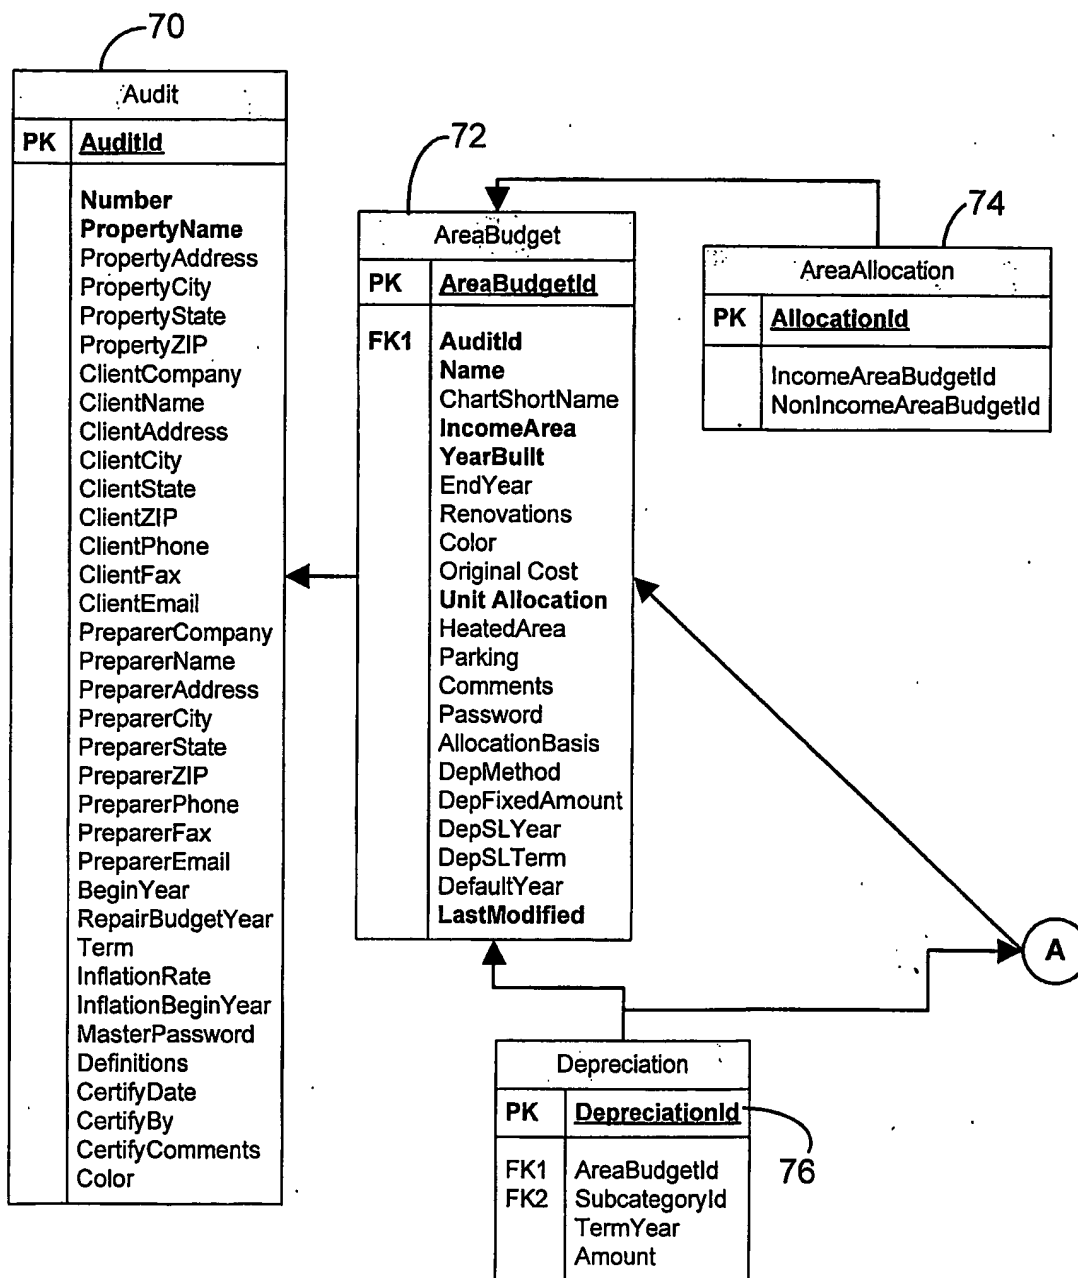 70
Audit
PK AuditId
Number
PropertyName
PropertyAddress
PropertyCity
PropertyState
PropertyZIP
ClientCompany
ClientName
ClientAddress
ClientCity
ClientState
ClientZIP
ClientPhone
ClientFax
ClientEmail
PreparerCompany
PreparerName
PreparerAddress
PreparerCity
PreparerState
PreparerZIP
PreparerPhone
PreparerFax
PreparerEmail
BeginYear
RepairBudgetYear
Term
InflationRate
InflationBeginYear
MasterPassword
Definitions
CertifyDate
CertifyBy
CertifyComments
Color
72
AreaBudget
PK AreaBudgetId
FK1 AuditId
Name
ChartShortName
IncomeArea
YearBuilt
EndYear
Renovations
Color
Original Cost
Unit Allocation
HeatedArea
Parking
Comments
Password
AllocationBasis
DepMethod
DepFixedAmount
DepSLYear
DepSLTerm
DefaultYear
LastModified
74
AreaAllocation
PK AllocationId
IncomeAreaBudgetId
NonIncomeAreaBudgetId
A
Depreciation
PK DepreciationId
76
FK1 AreaBudgetId
FK2 SubcategoryId
TermYear
Amount